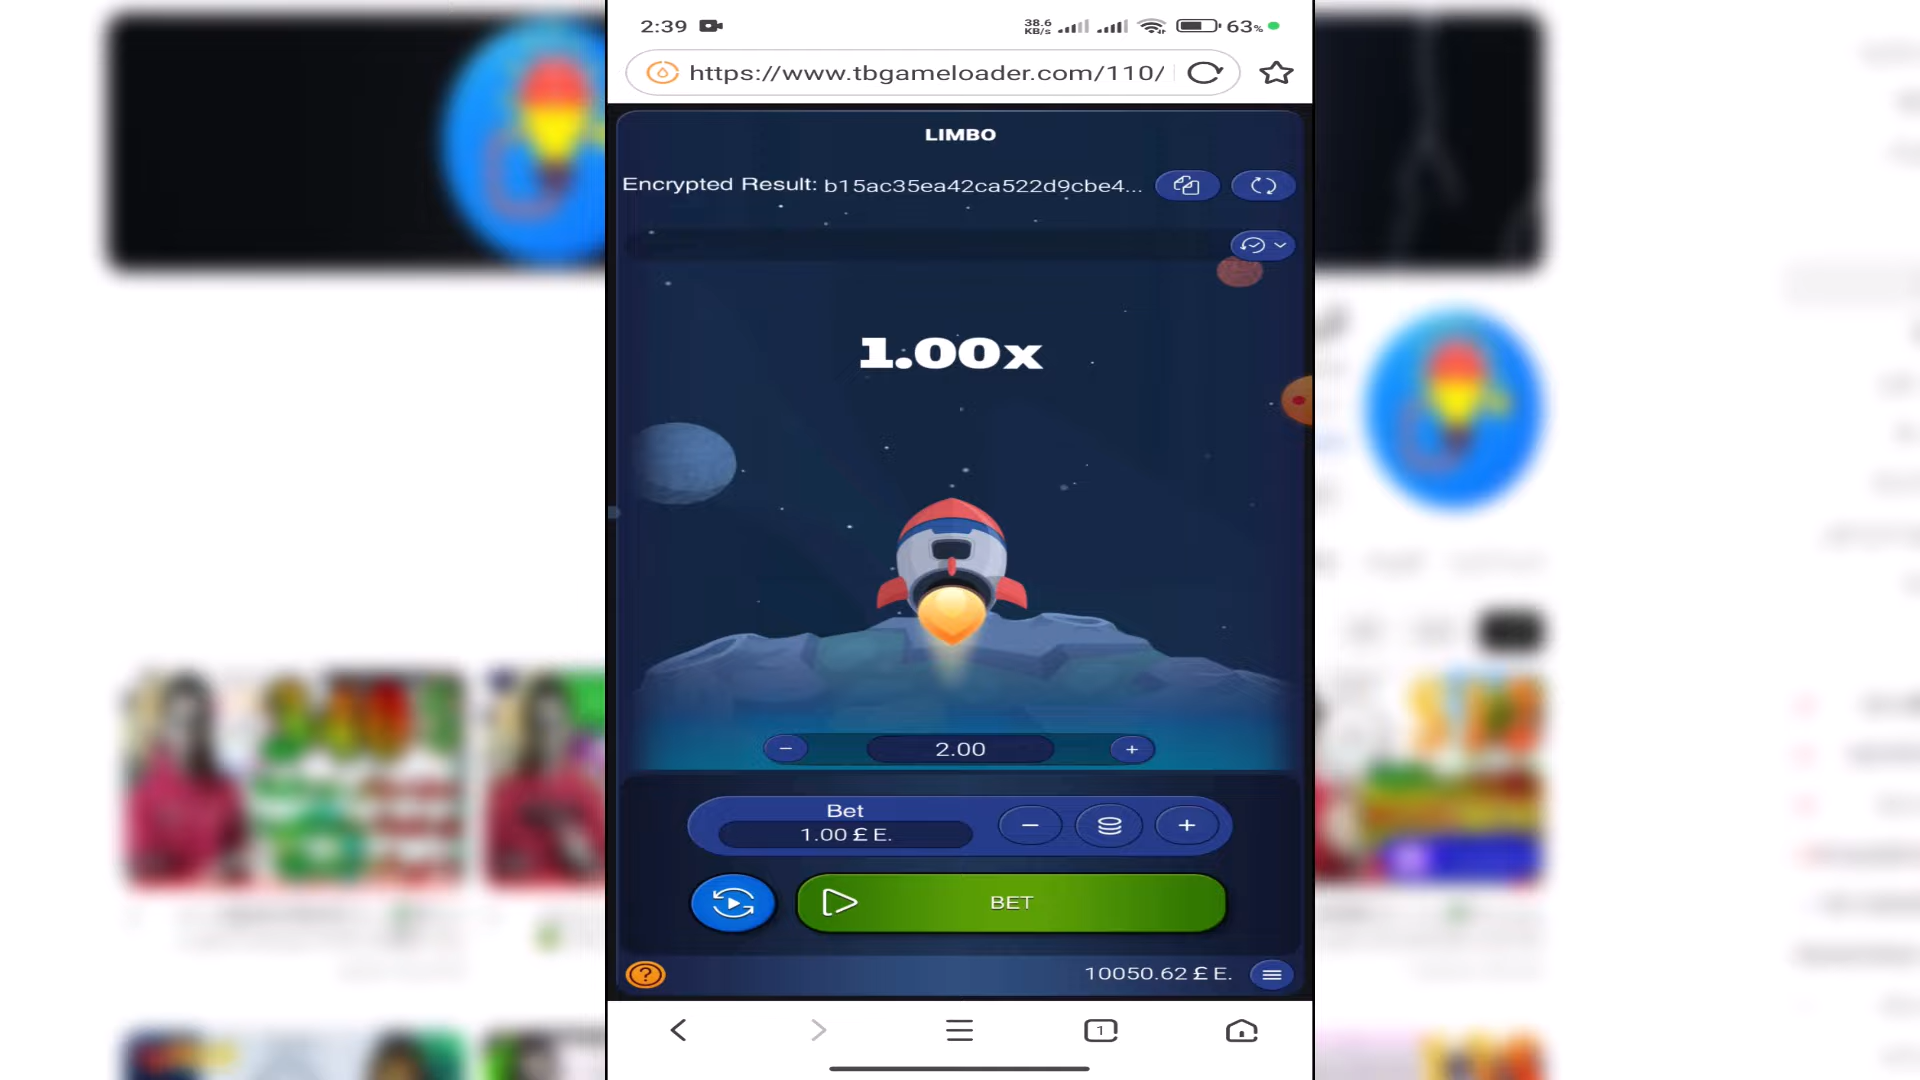 2:39
38.6
KB/s
63%
https://www.tbgameloader.com/110/
LIMBO
Encrypted Result: b15ac35ea42ca522d9cbe4...
1.00x
2.00
Bet
1.00 £ E.
BET
?
10050.62 £ E.
1